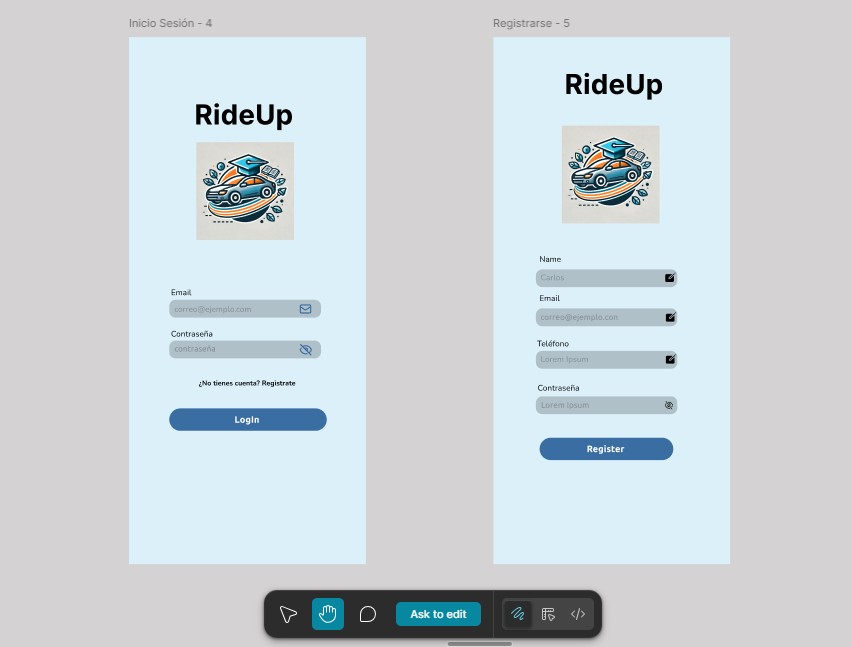 Inicio Sesión - 4
RideUp
Email
correo@ejemplo.com
Contraseña
contraseña
¿No tienes cuenta? Registrate
LogIn
Registrarse - 5
RideUp
Name
Carlos
Email
correo@ejemplo.con
Teléfono
Lorem Ipsum
Contraseña
Lorem Ipsum
Register
Ask to edit